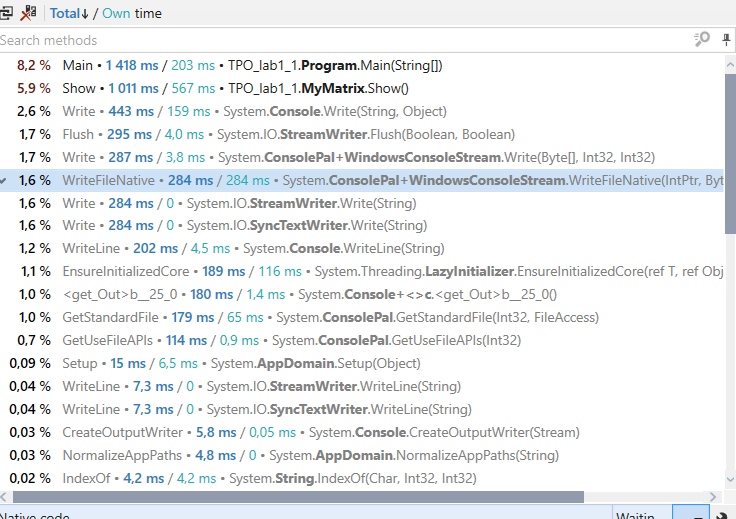 Total↓ / Own time
Search methods
8,2 % Main • 1 418 ms / 203 ms • TPO_lab1_1.Program.Main(String[])
5,9 % Show • 1 011 ms / 567 ms • TPO_lab1_1.MyMatrix.Show()
2,6 % Write • 443 ms / 159 ms • System.Console.Write(String, Object)
1,7 % Flush • 295 ms / 4,0 ms • System.IO.StreamWriter.Flush(Boolean, Boolean)
1,7 % Write • 287 ms / 3,8 ms • System.ConsolePal+WindowsConsoleStream.Write(Byte[], Int32, Int32)
1,6 % WriteFileNative • 284 ms / 284 ms • System.ConsolePal+WindowsConsoleStream.WriteFileNative(IntPtr, Byt
1,6 % Write • 284 ms / 0 • System.IO.StreamWriter.Write(String)
1,6 % Write • 284 ms / 0 • System.IO.SyncTextWriter.Write(String)
1,2 % WriteLine • 202 ms / 4,5 ms • System.Console.WriteLine(String)
1,1 % EnsureInitializedCore • 189 ms / 116 ms • System.Threading.LazyInitializer.EnsureInitializedCore(ref T, ref Obj
1,0 % <get_Out>b__25_0 • 180 ms / 1,4 ms • System.Console+<>c.<get_Out>b__25_0()
1,0 % GetStandardFile • 179 ms / 65 ms • System.ConsolePal.GetStandardFile(Int32, FileAccess)
0,7 % GetUseFileAPIs • 114 ms / 0,9 ms • System.ConsolePal.GetUseFileAPIs(Int32)
0,09 % Setup • 15 ms / 6,5 ms • System.AppDomain.Setup(Object)
0,04 % WriteLine • 7,3 ms / 0 • System.IO.StreamWriter.WriteLine(String)
0,04 % WriteLine • 7,3 ms / 0 • System.IO.SyncTextWriter.WriteLine(String)
0,03 % CreateOutputWriter • 5,8 ms / 0,05 ms • System.Console.CreateOutputWriter(Stream)
0,03 % NormalizeAppPaths • 4,8 ms / 0 • System.AppDomain.NormalizeAppPaths(String)
0,02 % IndexOf • 4,2 ms / 4,2 ms • System.String.IndexOf(Char, Int32, Int32)
Native code Waitin